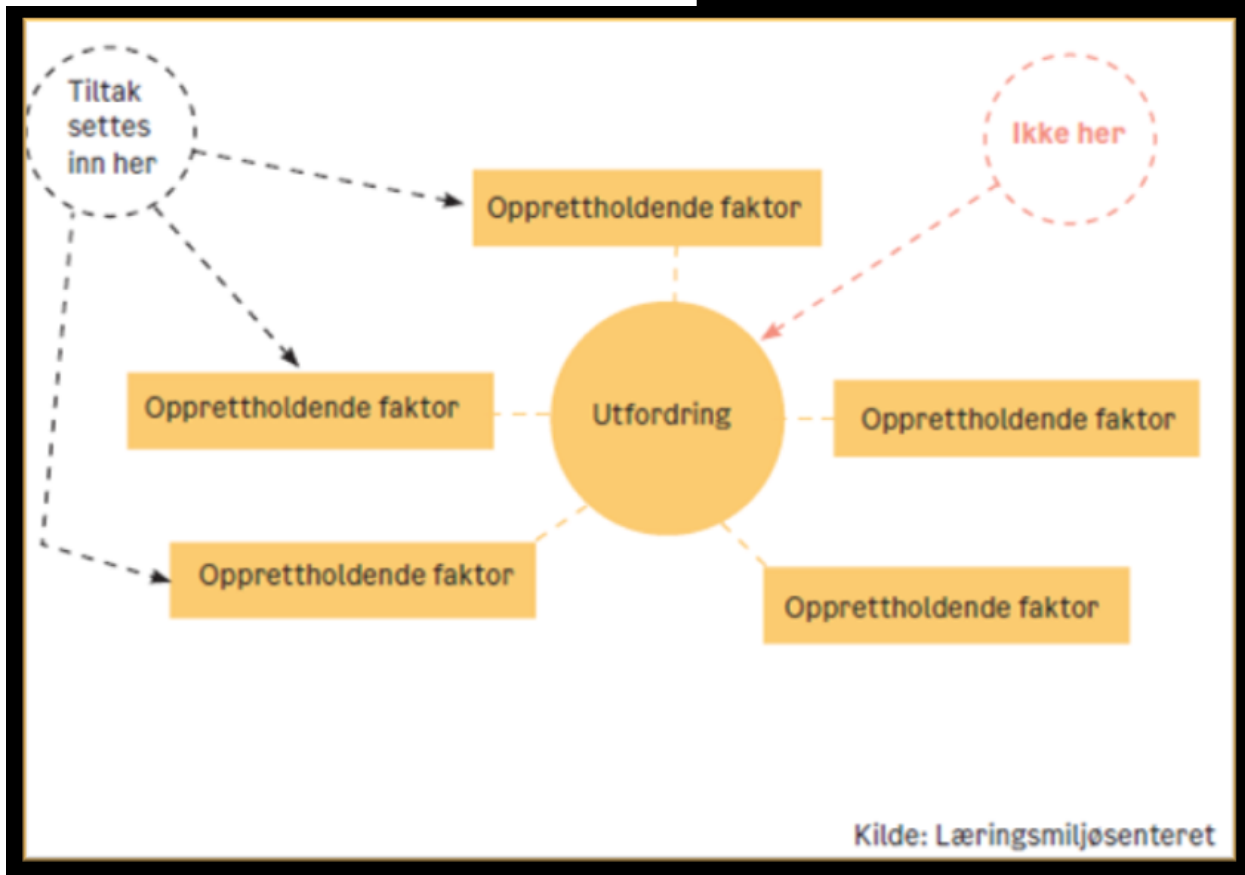 Tiltak
settes
inn her
Ikke her
Opprettholdende faktor
Opprettholdende faktor
Utfordring
Opprettholdende faktor
Opprettholdende faktor
Opprettholdende faktor
Kilde: Læringsmiljøsenteret